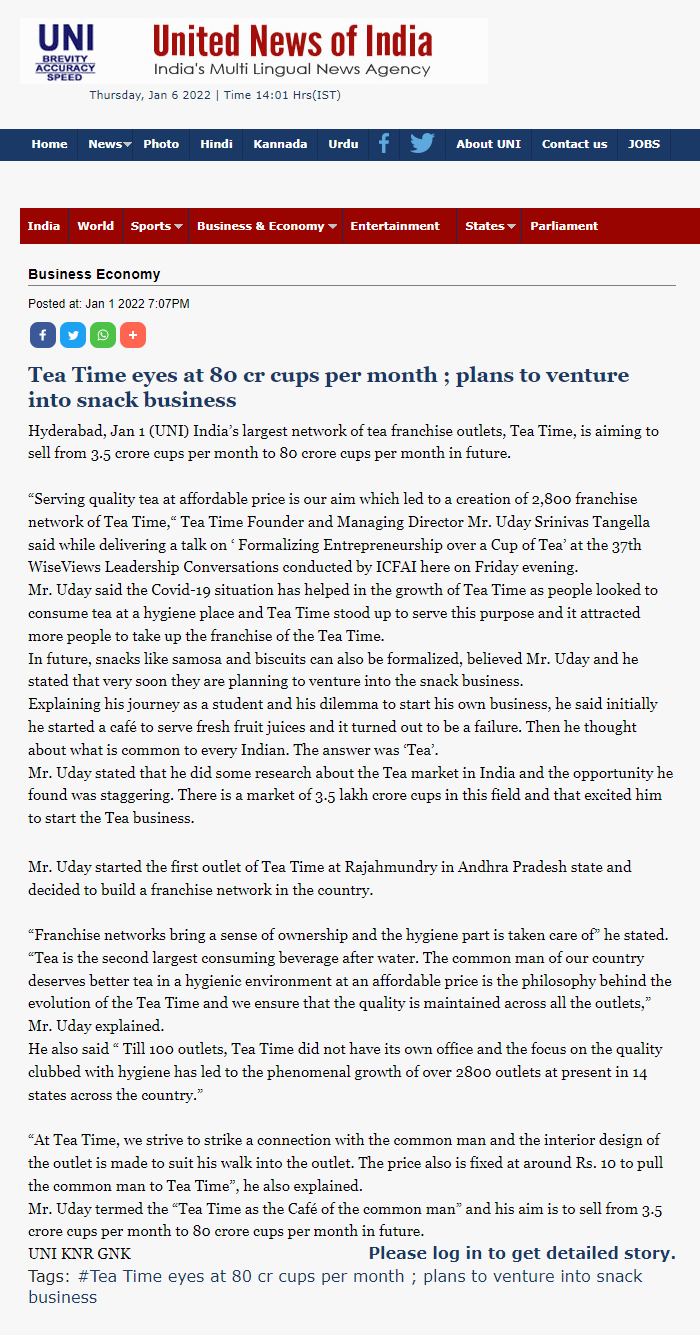 UNI
BREVITY
ACCURACY
SPEED
United News of India
India's Multi Lingual News Agency
Thursday, Jan 6 2022 | Time 14:01 Hrs(IST)
Home News Photo Hindi Kannada Urdu About UNI Contact us JOBS
India World Sports Business & Economy Entertainment States Parliament
Business Economy
Posted at: Jan 1 2022 7:07PM
Tea Time eyes at 80 cr cups per month ; plans to venture
into snack business
Hyderabad, Jan 1 (UNI) India’s largest network of tea franchise outlets, Tea Time, is aiming to
sell from 3.5 crore cups per month to 80 crore cups per month in future.
“Serving quality tea at affordable price is our aim which led to a creation of 2,800 franchise
network of Tea Time,“ Tea Time Founder and Managing Director Mr. Uday Srinivas Tangella
said while delivering a talk on ‘ Formalizing Entrepreneurship over a Cup of Tea’ at the 37th
WiseViews Leadership Conversations conducted by ICFAI here on Friday evening.
Mr. Uday said the Covid-19 situation has helped in the growth of Tea Time as people looked to
consume tea at a hygiene place and Tea Time stood up to serve this purpose and it attracted
more people to take up the franchise of the Tea Time.
In future, snacks like samosa and biscuits can also be formalized, believed Mr. Uday and he
stated that very soon they are planning to venture into the snack business.
Explaining his journey as a student and his dilemma to start his own business, he said initially
he started a café to serve fresh fruit juices and it turned out to be a failure. Then he thought
about what is common to every Indian. The answer was ‘Tea’.
Mr. Uday stated that he did some research about the Tea market in India and the opportunity he
found was staggering. There is a market of 3.5 lakh crore cups in this field and that excited him
to start the Tea business.
Mr. Uday started the first outlet of Tea Time at Rajahmundry in Andhra Pradesh state and
decided to build a franchise network in the country.
“Franchise networks bring a sense of ownership and the hygiene part is taken care of” he stated.
“Tea is the second largest consuming beverage after water. The common man of our country
deserves better tea in a hygienic environment at an affordable price is the philosophy behind the
evolution of the Tea Time and we ensure that the quality is maintained across all the outlets,”
Mr. Uday explained.
He also said “ Till 100 outlets, Tea Time did not have its own office and the focus on the quality
clubbed with hygiene has led to the phenomenal growth of over 2800 outlets at present in 14
states across the country.”
“At Tea Time, we strive to strike a connection with the common man and the interior design of
the outlet is made to suit his walk into the outlet. The price also is fixed at around Rs. 10 to pull
the common man to Tea Time”, he also explained.
Mr. Uday termed the “Tea Time as the Café of the common man” and his aim is to sell from 3.5
crore cups per month to 80 crore cups per month in future.
UNI KNR GNK Please log in to get detailed story.
Tags: #Tea Time eyes at 80 cr cups per month ; plans to venture into snack
business